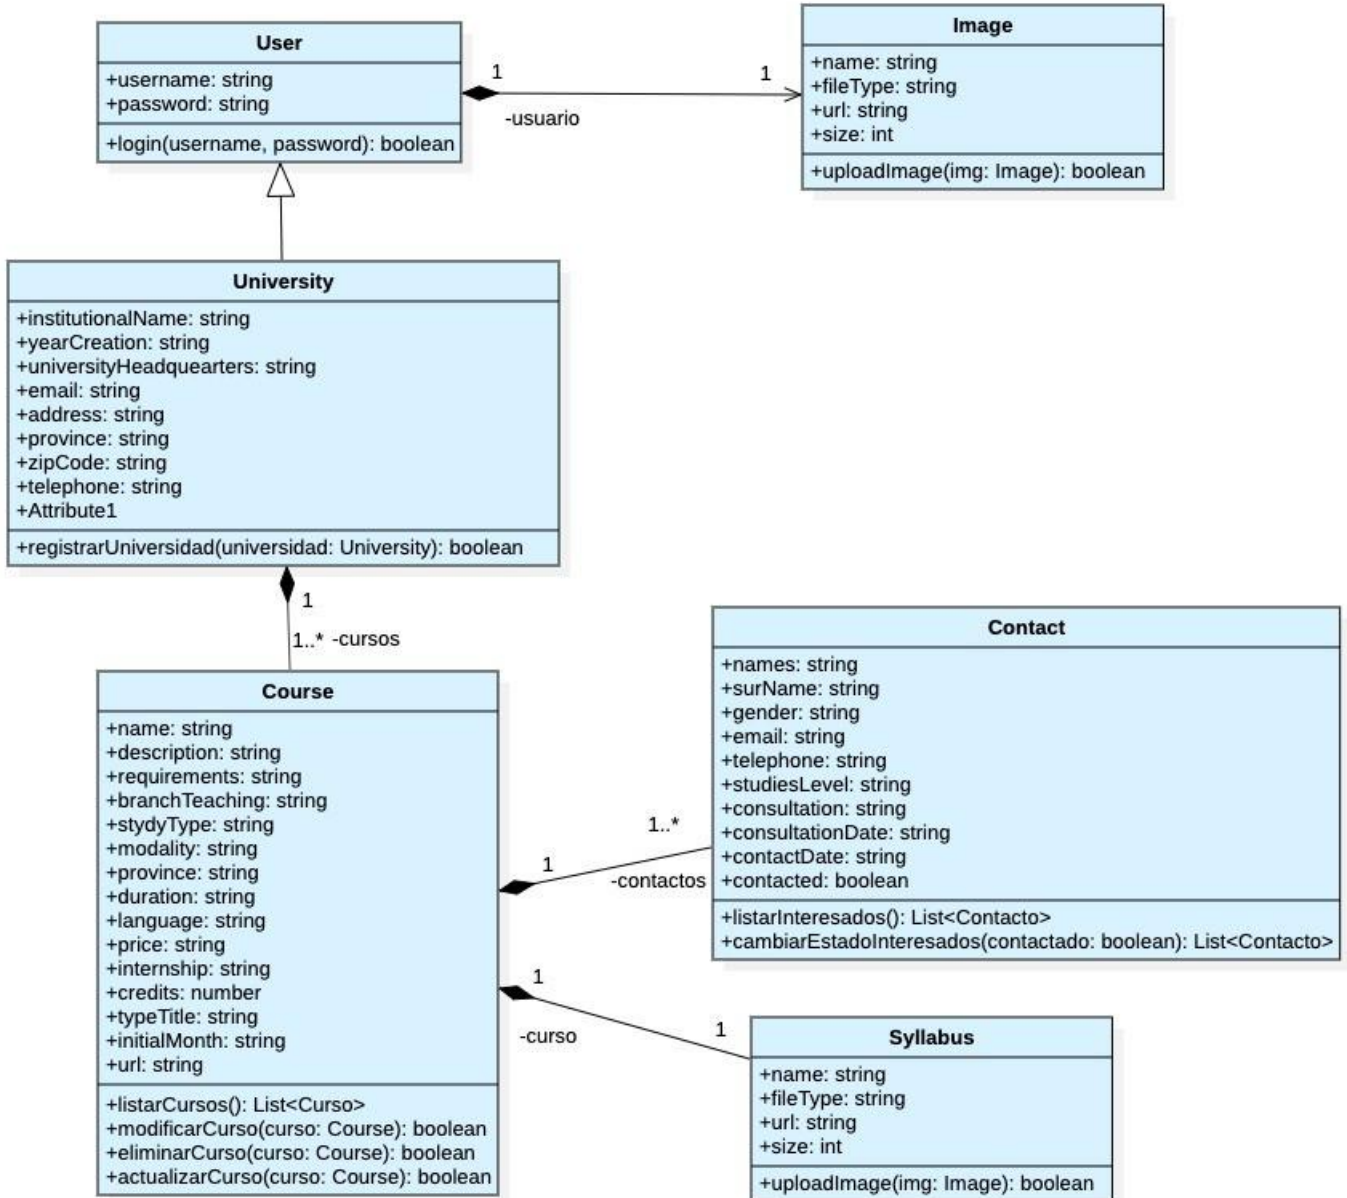 User
+username: string
+password: string
+login(username, password): boolean
1
1
-usuario
Image
+name: string
+fileType: string
+url: string
+size: int
+uploadImage(img: Image): boolean
University
+institutionalName: string
+yearCreation: string
+universityHeadquearters: string
+email: string
+address: string
+province: string
+zipCode: string
+telephone: string
+Attribute1
+registrarUniversidad(universidad: University): boolean
1
1..* -cursos
Course
+name: string
+description: string
+requirements: string
+branchTeaching: string
+stydyType: string
+modality: string
+province: string
+duration: string
+language: string
+price: string
+internship: string
+credits: number
+typeTitle: string
+initialMonth: string
+url: string
+listarCursos(): List<Curso>
+modificarCurso(curso: Course): boolean
+eliminarCurso(curso: Course): boolean
+actualizarCurso(curso: Course): boolean
1
1..*
-contactos
Contact
+names: string
+surName: string
+gender: string
+email: string
+telephone: string
+studiesLevel: string
+consultation: string
+consultationDate: string
+contactDate: string
+contacted: boolean
+listarInteresados(): List<Contacto>
+cambiarEstadoInteresados(contactado: boolean): List<Contacto>
1
1
-curso
Syllabus
+name: string
+fileType: string
+url: string
+size: int
+uploadImage(img: Image): boolean